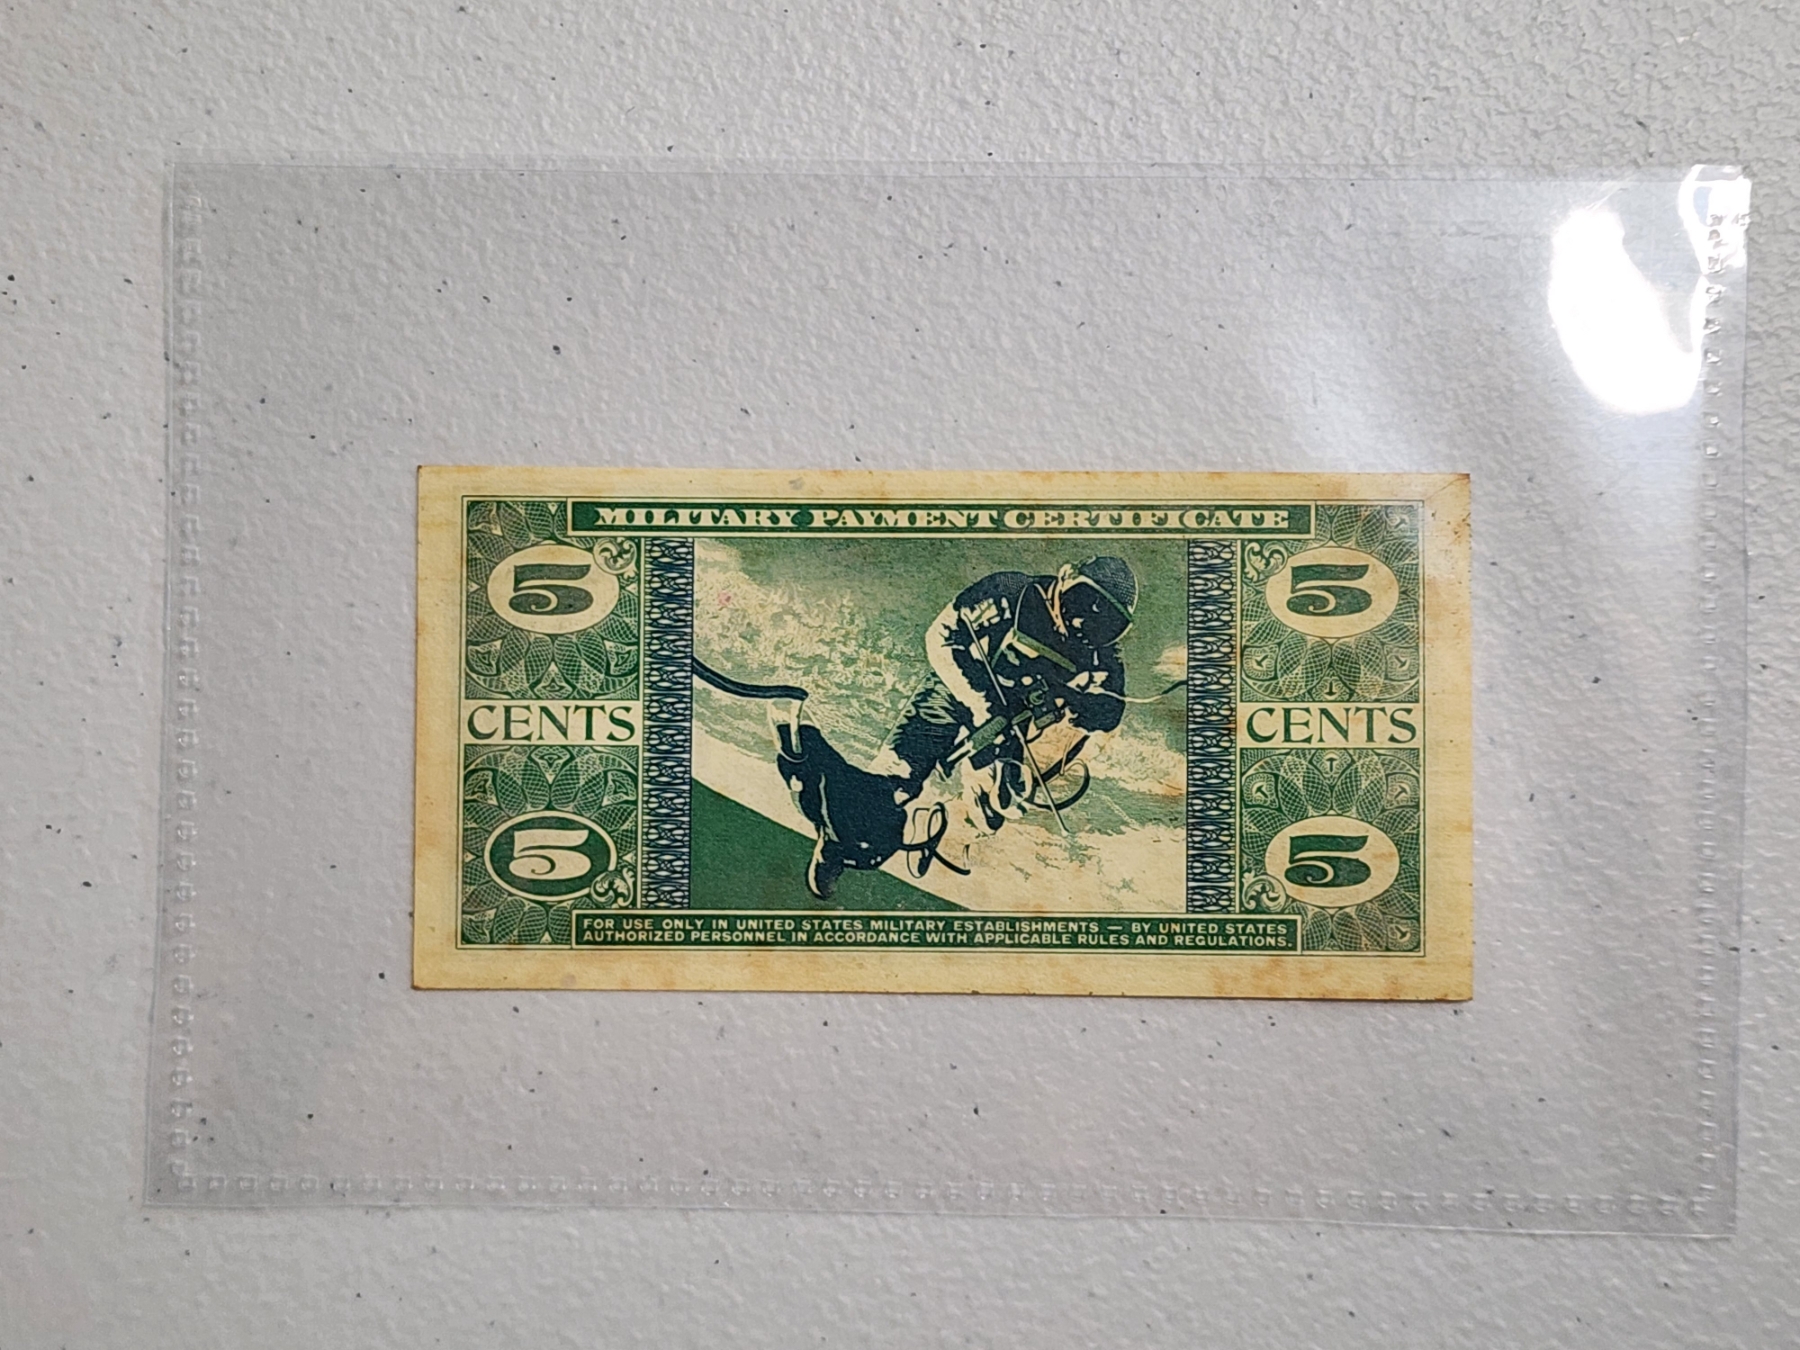 MILITARY PAYMENT CERTIFICATE
5 5
CENTS CENTS
5 5
FOR USE ONLY IN UNITED STATES MILITARY ESTABLISHMENTS — BY UNITED STATES
AUTHORIZED PERSONNEL IN ACCORDANCE WITH APPLICABLE RULES AND REGULATIONS.